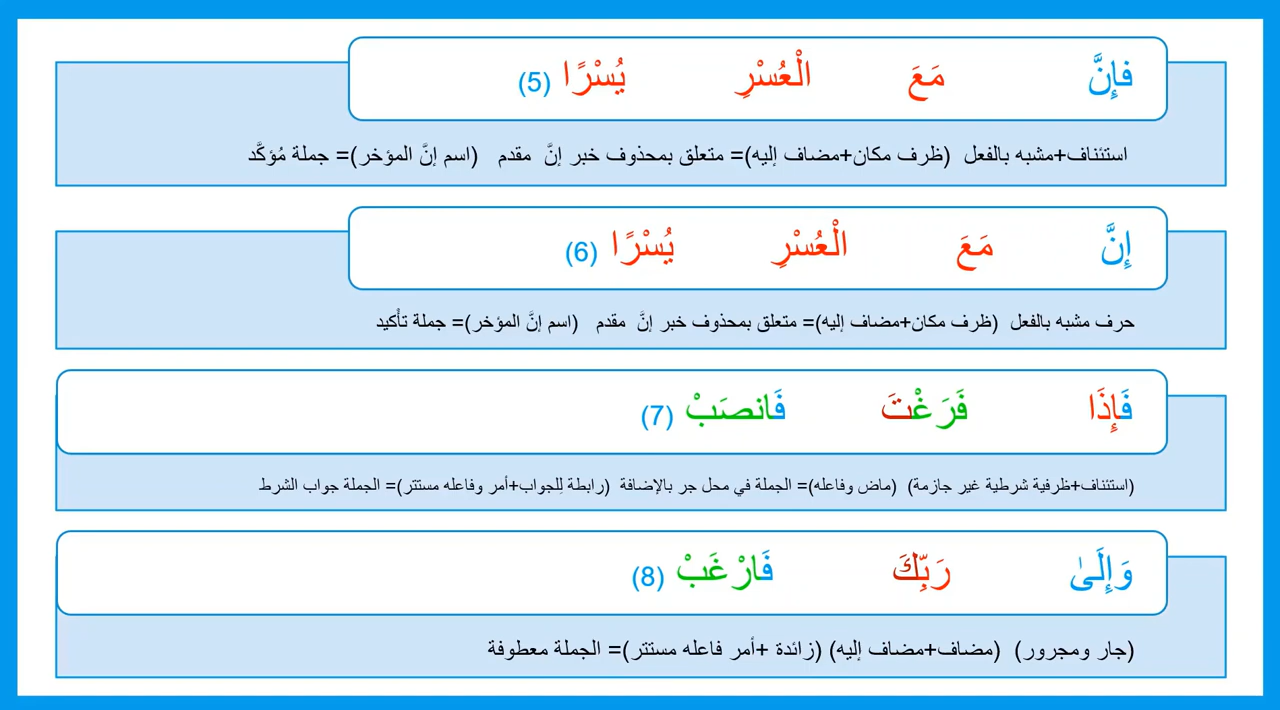 فإِنَّ مَعَ الْعُسْرِ يُسْرًا (5)
استئناف+مشبه بالفعل (ظرف مكان+مضاف إليه)= متعلق بمحذوف خبر إنَّ مقدم (اسم إنَّ المؤخر)= جملة مُؤكَّد
إِنَّ مَعَ الْعُسْرِ يُسْرًا (6)
حرف مشبه بالفعل (ظرف مكان+مضاف إليه)= متعلق بمحذوف خبر إنَّ مقدم (اسم إنَّ المؤخر)= جملة تأْكيد
فَإِذَا فَرَغْتَ فَانصَبْ (7)
(استئناف+ظرفية شرطية غير جازمة) (ماض وفاعله)= الجملة في محل جر بالإضافة (رابطة لِلجواب+أمر وفاعله مستتر)= الجملة جواب الشرط
وَإِلَىٰ رَبِّكَ فَارْغَبْ (8)
(جار ومجرور) (مضاف+مضاف إليه) (زائدة +أمر فاعله مستتر)= الجملة معطوفة